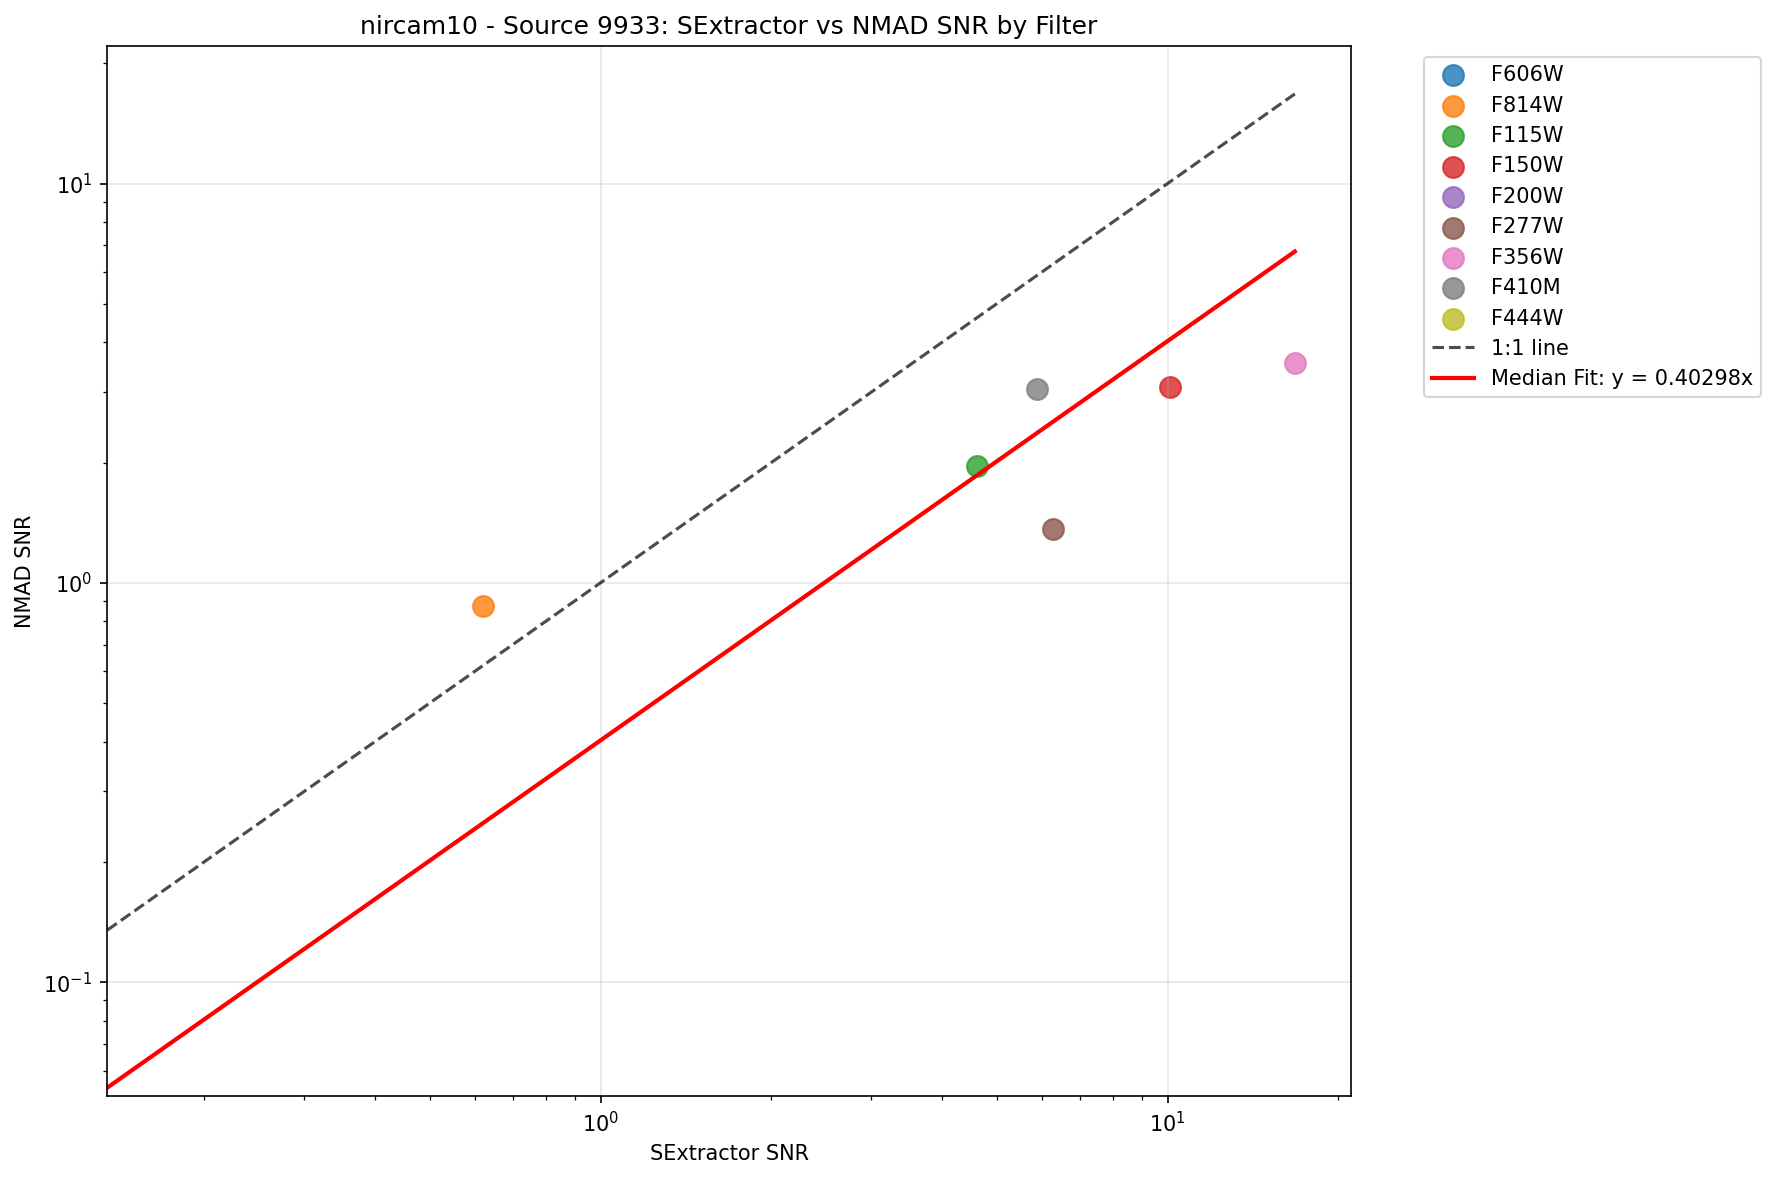 nircam10 - Source 9933: SExtractor vs NMAD SNR by Filter
F606W
F814W
F115W
F150W
F200W
F277W
F356W
F410M
F444W
1:1 line
Median Fit: y = 0.40298x
NMAD SNR
10¹
10⁰
10⁻¹
10⁰
10¹
SExtractor SNR